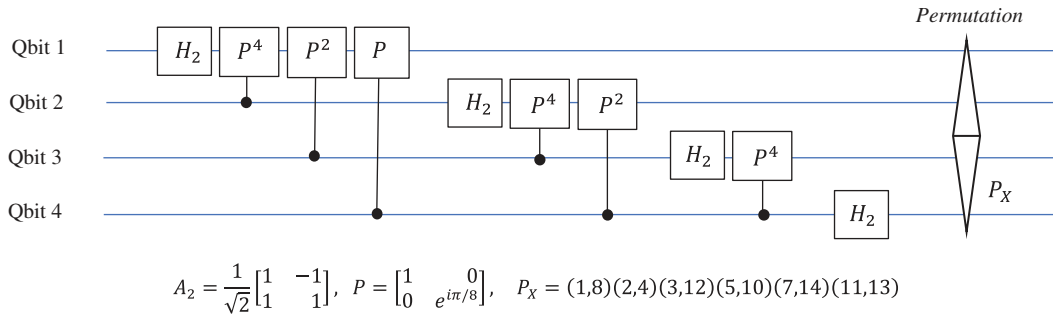 Permutation
Qbit 1 H₂ P⁴ P² P
Qbit 2 H₂ P⁴ P²
Qbit 3 H₂ P⁴
P_X
Qbit 4 H₂
A₂ = 1/√2 [1 −1; 1 1], P = [1 0; 0 e^{iπ/8}], P_X = (1,8)(2,4)(3,12)(5,10)(7,14)(11,13)